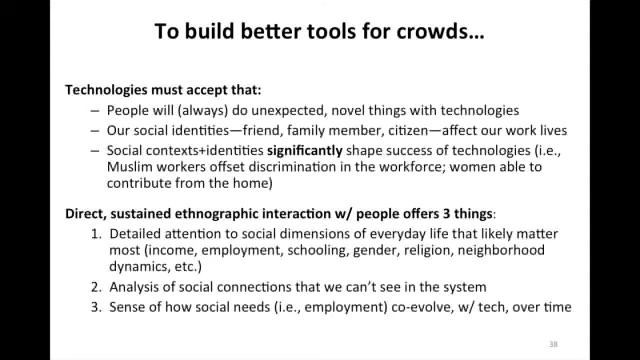 To build better tools for crowds…
Technologies must accept that:
– People will (always) do unexpected, novel things with technologies
– Our social identities—friend, family member, citizen—affect our work lives
– Social contexts+identities significantly shape success of technologies (i.e.,
Muslim workers offset discrimination in the workforce; women able to
contribute from the home)
Direct, sustained ethnographic interaction w/ people offers 3 things:
1. Detailed attention to social dimensions of everyday life that likely matter
most (income, employment, schooling, gender, religion, neighborhood
dynamics, etc.)
2. Analysis of social connections that we can't see in the system
3. Sense of how social needs (i.e., employment) co-evolve, w/ tech, over time
38